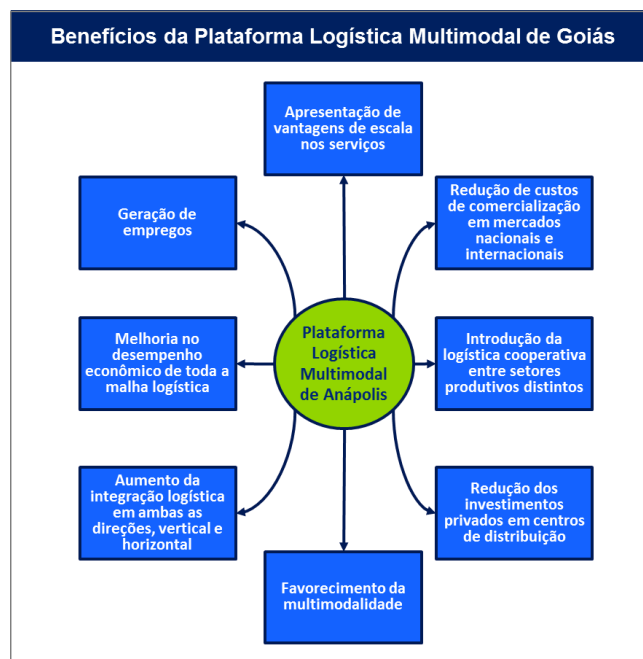 Benefícios da Plataforma Logística Multimodal de Goiás
Apresentação de
vantagens de escala
nos serviços
Geração de
empregos
Redução de custos
de comercialização
em mercados
nacionais e
internacionais
Melhoria no
desempenho
econômico de toda a
malha logística
Plataforma
Logística
Multimodal
de Anápolis
Introdução da
logística cooperativa
entre setores
produtivos distintos
Aumento da
integração logística
em ambas as
direções, vertical e
horizontal
Redução dos
investimentos
privados em centros
de distribuição
Favorecimento da
multimodalidade